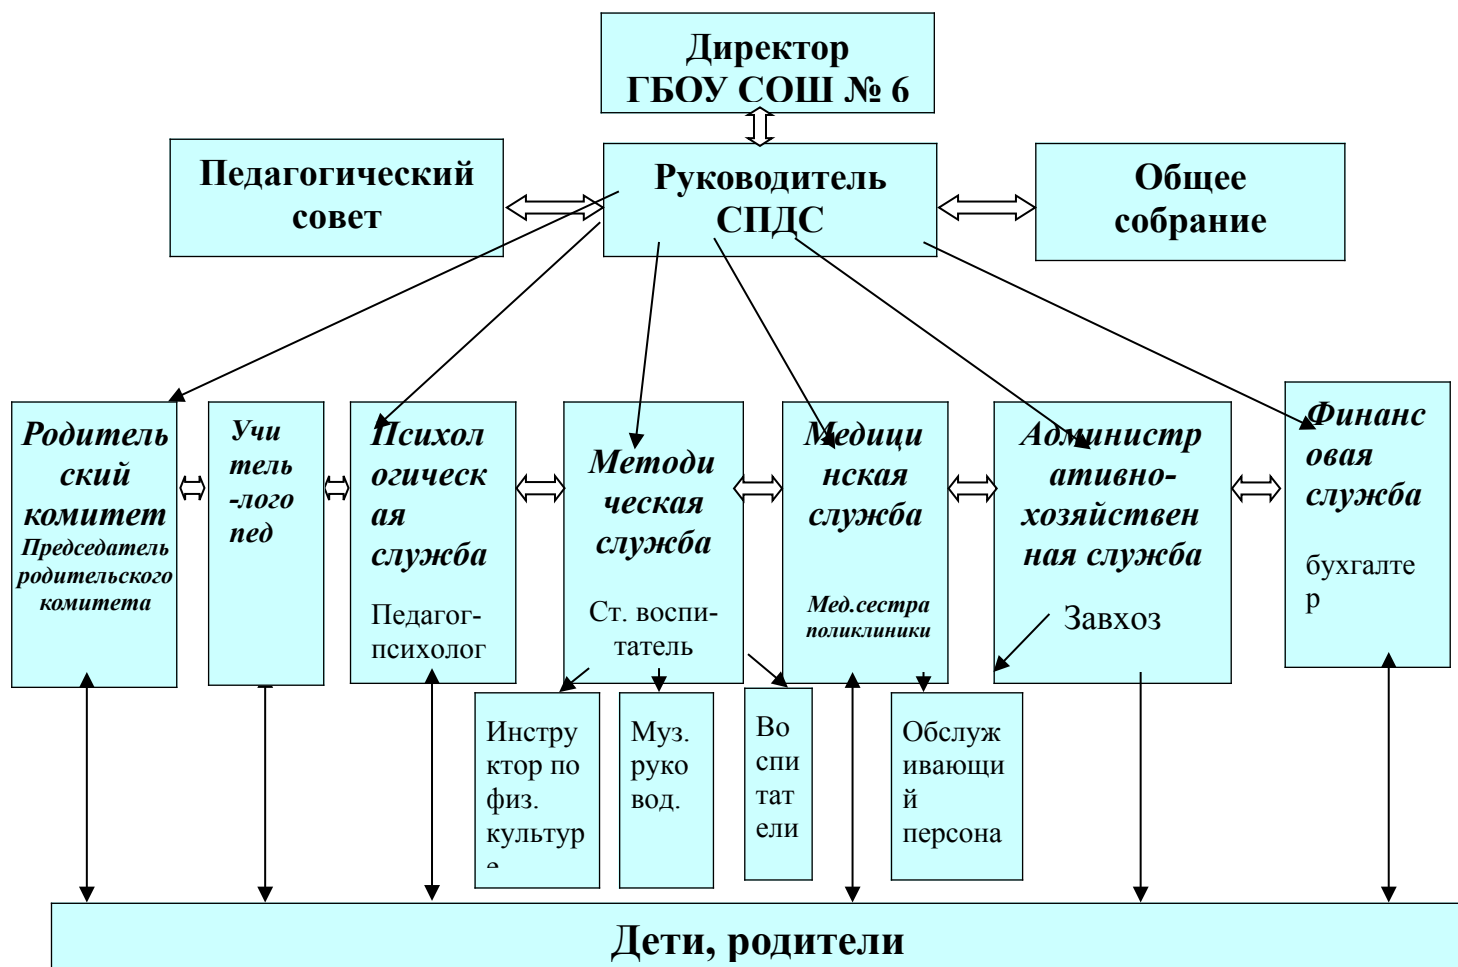 Директор
ГБОУ СОШ № 6
Педагогический
совет
Руководитель
СПДС
Общее
собрание
Родитель
ский
комитет
Председатель
родительского
комитета
Учи
тель
-лого
пед
Психол
огическ
ая
служба
Педагог-
психолог
Методи
ческая
служба
Ст. воспи-
татель
Медици
нская
служба
Мед.сестра
поликлиники
Администр
ативно-
хозяйствен
ная служба
Завхоз
Финанс
овая
служба
бухгалте
р
Инстру
ктор по
физ.
культур
е
Муз.
руко
вод.
Во
спи
тат
ели
Обслуж
ивающи
й
персона
Дети, родители